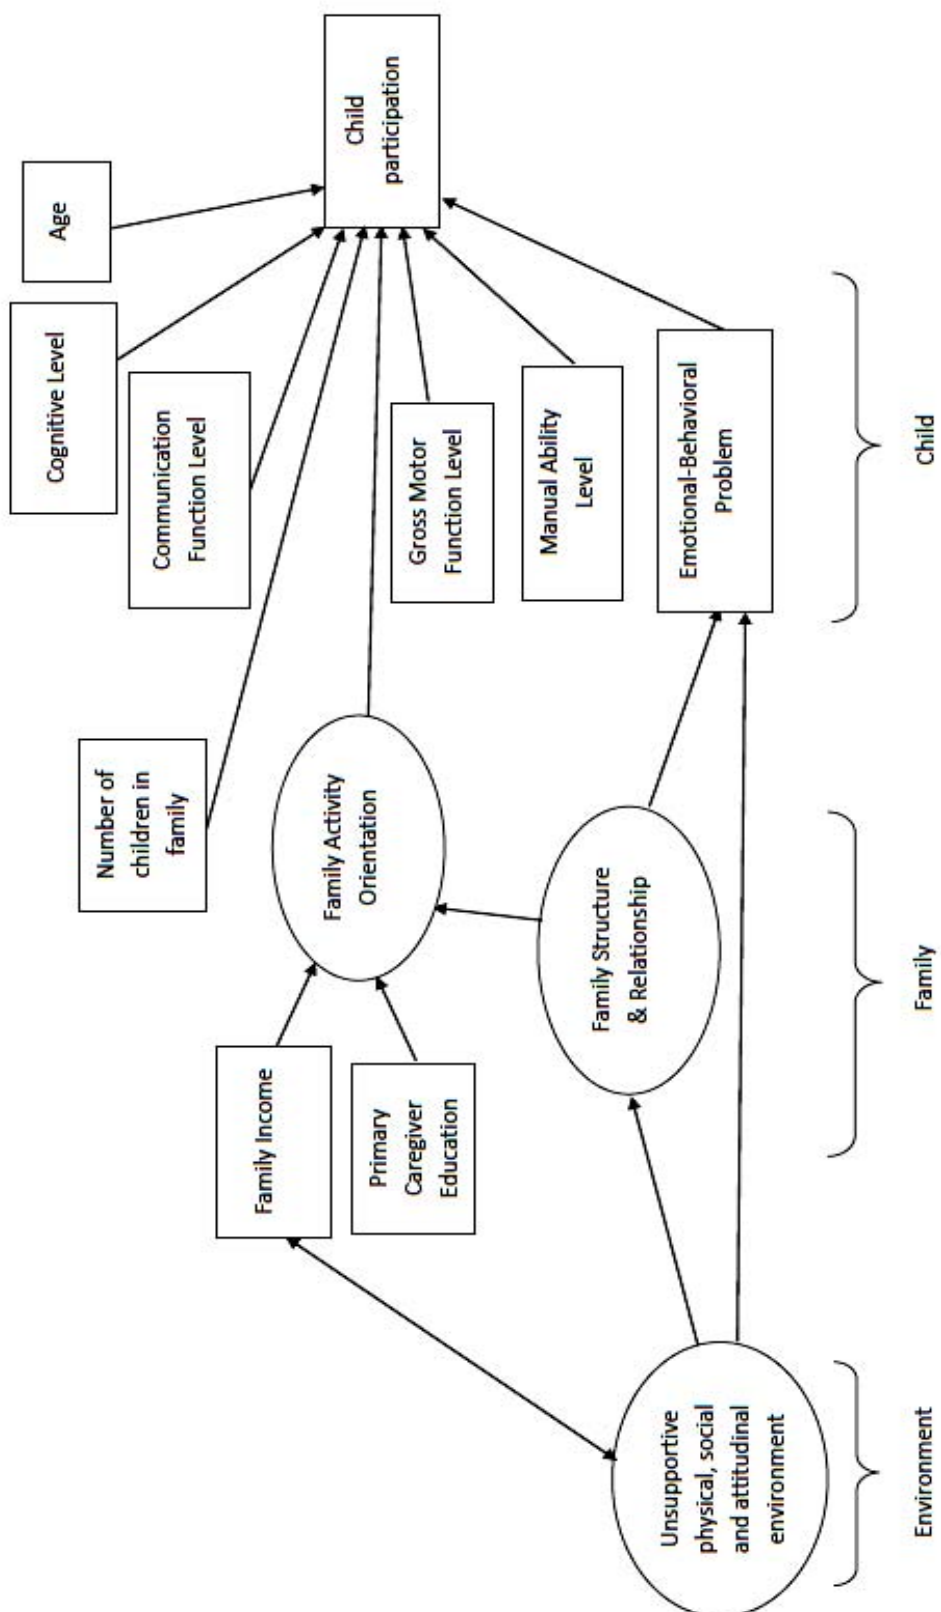 Age
Cognitive Level
Communication
Function Level
Number of
children in
family
Child
participation
Family Activity
Orientation
Family Income
Primary
Caregiver
Education
Gross Motor
Function Level
Manual Ability
Level
Family Structure
& Relationship
Emotional-Behavioral
Problem
Unsupportive
physical, social
and attitudinal
environment
Environment
Family
Child